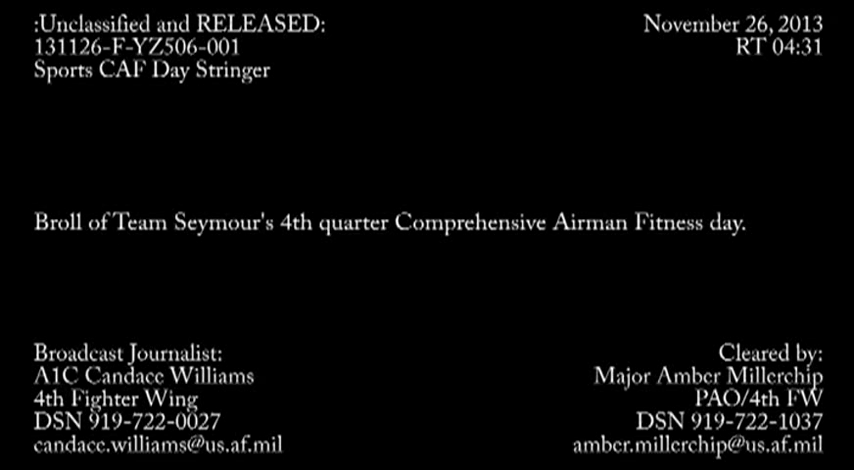 :Unclassified and RELEASED:
131126-F-YZ506-001
Sports CAF Day Stringer
November 26, 2013
RT 04:31
Broll of Team Seymour's 4th quarter Comprehensive Airman Fitness day.
Broadcast Journalist:
A1C Candace Williams
4th Fighter Wing
DSN 919-722-0027
candace.williams@us.af.mil
Cleared by:
Major Amber Millerchip
PAO/4th FW
DSN 919-722-1037
amber.millerchip@us.af.mil